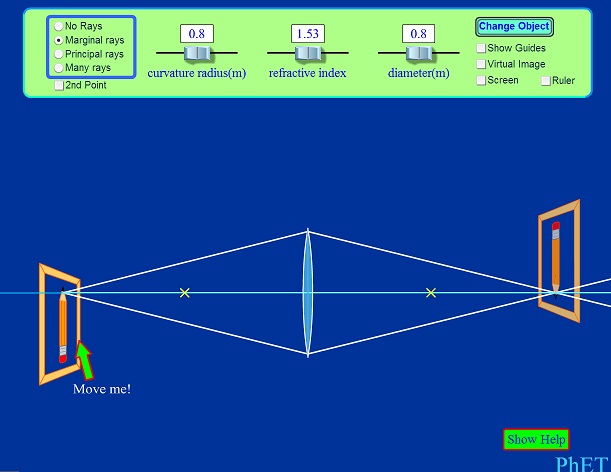 No Rays
Marginal rays
Principal rays
Many rays
2nd Point
0.8
curvature radius(m)
1.53
refractive index
0.8
diameter(m)
Change Object
Show Guides
Virtual Image
Screen
Ruler
Move me!
Show Help
PhET